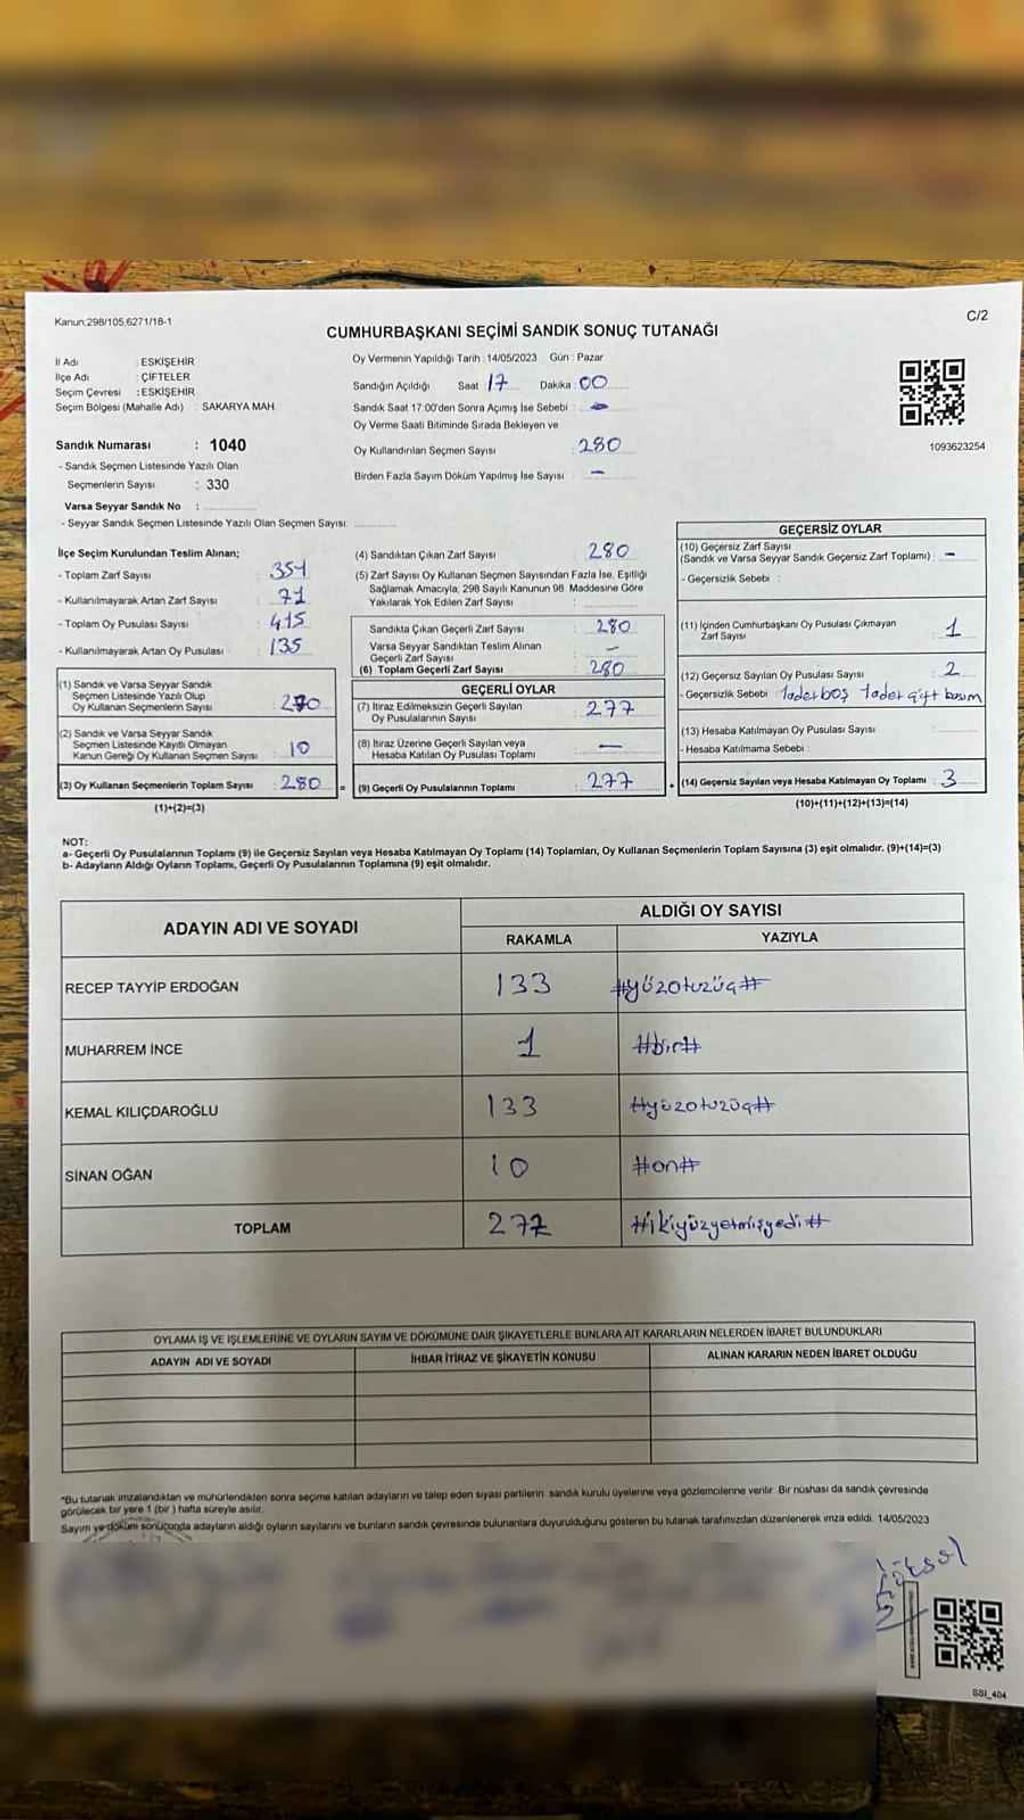 Kanun;298/105,6271/18-1
C/2
CUMHURBAŞKANI SEÇİMİ SANDIK SONUÇ TUTANAĞI
İl Adı : ESKİŞEHİR
İlçe Adı : ÇİFTELER
Seçim Çevresi : ESKİŞEHİR
Seçim Bölgesi (Mahalle Adı) : SAKARYA MAH.
Sandık Numarası : 1040
- Sandık Seçmen Listesinde Yazılı Olan
Seçmenlerin Sayısı : 330
Varsa Seyyar Sandık No :
- Seyyar Sandık Seçmen Listesinde Yazılı Olan Seçmen Sayısı:
Oy Vermenin Yapıldığı Tarih : 14/05/2023 Gün : Pazar
Sandığın Açıldığı Saat : 17 Dakika : 00
Sandık Saat 17:00'den Sonra Açımış İse Sebebi : -
Oy Verme Saati Bitiminde Sırada Bekleyen ve
Oy Kullandırılan Seçmen Sayısı : 280
Birden Fazla Sayım Döküm Yapılmış İse Sayısı : -
1093623254
İlçe Seçim Kurulundan Teslim Alınan;
- Toplam Zarf Sayısı : 351
- Kullanılmayarak Artan Zarf Sayısı : 71
- Toplam Oy Pusulası Sayısı : 415
- Kullanılmayarak Artan Oy Pusulası : 135
(1) Sandık ve Varsa Seyyar Sandık
Seçmen Listesinde Yazılı Olup
Oy Kullanan Seçmenlerin Sayısı : 270
(2) Sandık ve Varsa Seyyar Sandık
Seçmen Listesinde Kayıtlı Olmayan
Kanun Gereği Oy Kullanan Seçmen Sayısı : 10
(3) Oy Kullanan Seçmenlerin Toplam Sayısı : 280
(1)+(2)=(3)
(4) Sandıktan Çıkan Zarf Sayısı : 280
(5) Zarf Sayısı Oy Kullanan Seçmen Sayısından Fazla İse, Eşitliği
Sağlamak Amacıyla; 298 Sayılı Kanunun 98. Maddesine Göre
Yakılarak Yok Edilen Zarf Sayısı :
Sandıkta Çıkan Geçerli Zarf Sayısı : 280
Varsa Seyyar Sandıktan Teslim Alınan
Geçerli Zarf Sayısı : -
(6) Toplam Geçerli Zarf Sayısı : 280
GEÇERLİ OYLAR
(7) İtiraz Edilmeksizin Geçerli Sayılan
Oy Pusulalarının Sayısı : 277
(8) İtiraz Üzerine Geçerli Sayılan veya
Hesaba Katılan Oy Pusulası Toplamı : -
= (9) Geçerli Oy Pusulalarının Toplamı : 277
GEÇERSİZ OYLAR
(10) Geçersiz Zarf Sayısı
(Sandık ve Varsa Seyyar Sandık Geçersiz Zarf Toplamı) : -
- Geçersizlik Sebebi :
(11) İçinden Cumhurbaşkanı Oy Pusulası Çıkmayan
Zarf Sayısı : 1
(12) Geçersiz Sayılan Oy Pusulası Sayısı : 2
- Geçersizlik Sebebi : 1adet boş 1adet çift basım
(13) Hesaba Katılmayan Oy Pusulası Sayısı :
- Hesaba Katılmama Sebebi :
+ (14) Geçersiz Sayılan veya Hesaba Katılmayan Oy Toplamı : 3
(10)+(11)+(12)+(13)=(14)
NOT:
a- Geçerli Oy Pusulalarının Toplamı (9) ile Geçersiz Sayılan veya Hesaba Katılmayan Oy Toplamı (14) Toplamları, Oy Kullanan Seçmenlerin Toplam Sayısına (3) eşit olmalıdır. (9)+(14)=(3)
b- Adayların Aldığı Oyların Toplamı, Geçerli Oy Pusulalarının Toplamına (9) eşit olmalıdır.
ADAYIN ADI VE SOYADI
ALDIĞI OY SAYISI
RAKAMLA YAZIYLA
RECEP TAYYİP ERDOĞAN 133 #yüzotuzüç#
MUHARREM İNCE 1 #bir#
KEMAL KILIÇDAROĞLU 133 #yüzotuzüç#
SİNAN OĞAN 10 #on#
TOPLAM 277 #ikiyüzyetmişyedi#
OYLAMA İŞ VE İŞLEMLERİNE VE OYLARIN SAYIM VE DÖKÜMÜNE DAİR ŞİKAYETLERLE BUNLARA AİT KARARLARIN NELERDEN İBARET BULUNDUKLARI
ADAYIN ADI VE SOYADI İHBAR İTİRAZ VE ŞİKAYETİN KONUSU ALINAN KARARIN NEDEN İBARET OLDUĞU
*Bu tutanak imzalandıktan ve mühürlendikten sonra seçime katılan adayların ve talep eden siyasi partilerin sandık kurulu üyelerine veya gözlemcilerine verilir. Bir nüshası da sandık çevresinde
görülecek bir yere 1 (bir ) hafta süreyle asılır.
Sayım ve döküm sonucunda adayların aldığı oyların sayılarını ve bunların sandık çevresinde bulunanlara duyurulduğunu gösteren bu tutanak tarafımızdan düzenlenerek imza edildi. 14/05/2023
SSI_404